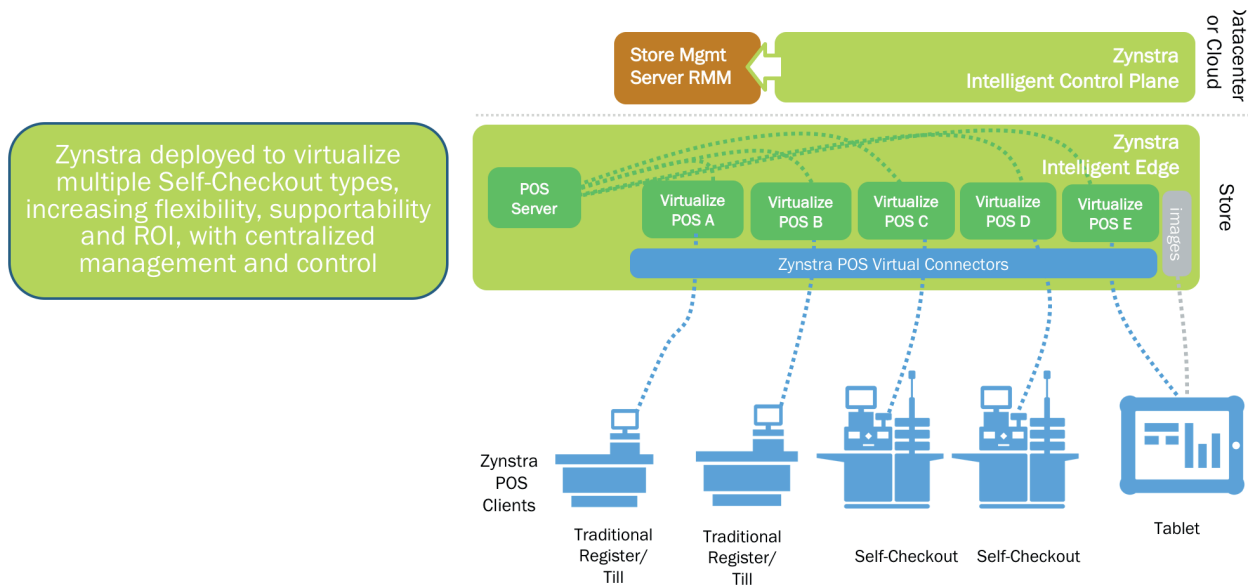 Datacenter
or Cloud
Store Mgmt
Server RMM
Zynstra
Intelligent Control Plane
Zynstra deployed to virtualize
multiple Self-Checkout types,
increasing flexibility, supportability
and ROI, with centralized
management and control
Zynstra
Intelligent Edge
Store
POS
Server
Virtualize
POS A
Virtualize
POS B
Virtualize
POS C
Virtualize
POS D
Virtualize
POS E
images
Zynstra POS Virtual Connectors
Zynstra
POS
Clients
Traditional
Register/
Till
Traditional
Register/
Till
Self-Checkout
Self-Checkout
Tablet